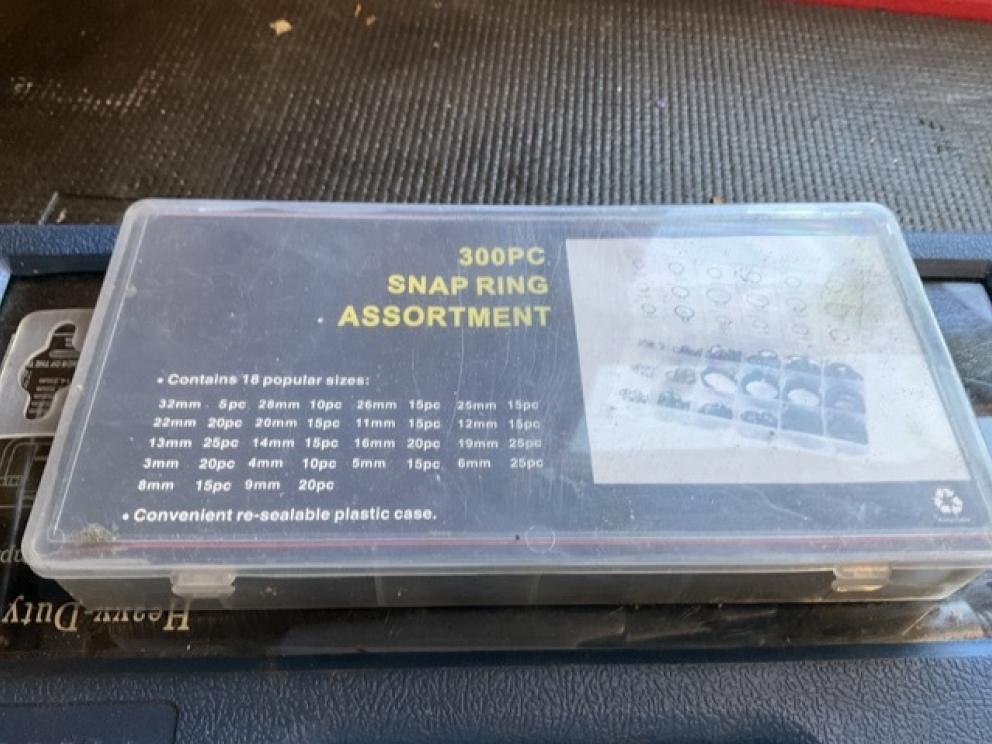 300PC
SNAP RING
ASSORTMENT
• Contains 18 popular sizes:
32mm 5pc 28mm 10pc 26mm 15pc 25mm 15pc
22mm 20pc 20mm 15pc 11mm 15pc 12mm 15pc
13mm 25pc 14mm 15pc 16mm 20pc 19mm 25pc
3mm 20pc 4mm 10pc 5mm 15pc 6mm 25pc
8mm 15pc 9mm 20pc
• Convenient re-sealable plastic case.
Heavy-Duty